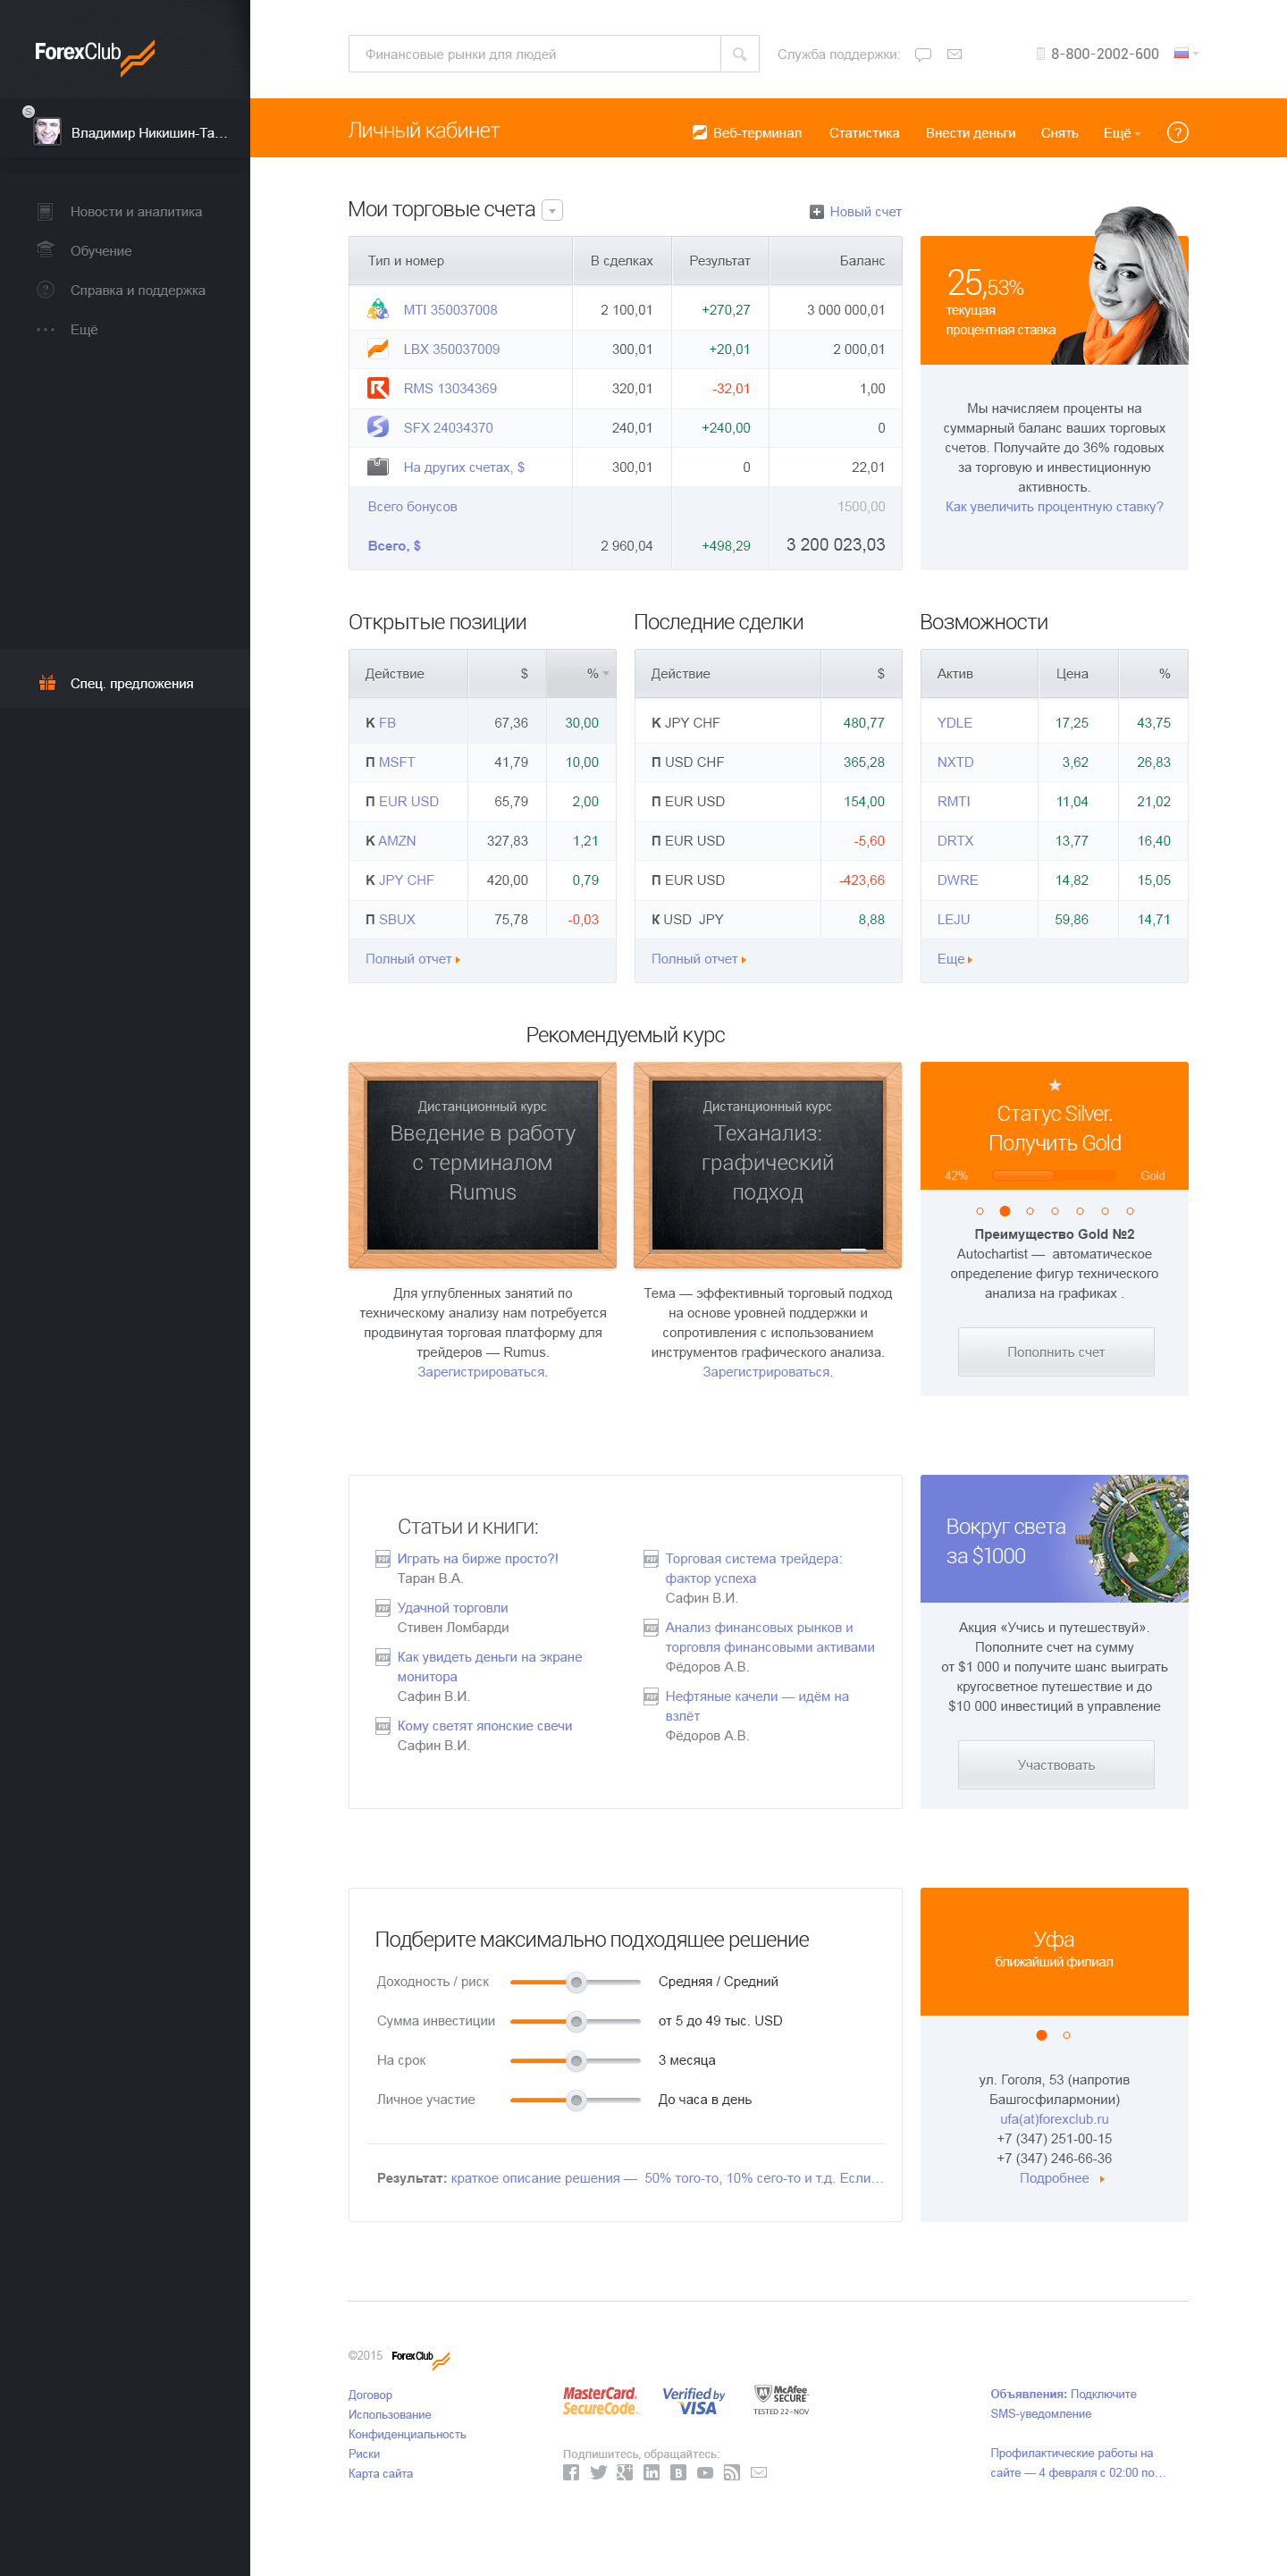 ForexClub
Финансовые рынки для людей
Служба поддержки:
8-800-2002-600
S
Владимир Никишин-Та…
Личный кабинет
Веб-терминал
Статистика
Внести деньги
Снять
Ещё
?
Новости и аналитика
Обучение
Справка и поддержка
Ещё
Спец. предложения
Мои торговые счета
Новый счет
Тип и номер В сделках Результат Баланс
MTI 350037008 2 100,01 +270,27 3 000 000,01
LBX 350037009 300,01 +20,01 2 000,01
RMS 13034369 320,01 -32,01 1,00
SFX 24034370 240,01 +240,00 0
На других счетах, $ 300,01 0 22,01
Всего бонусов 1500,00
Всего, $ 2 960,04 +498,29 3 200 023,03
25,53%
текущая
процентная ставка
Мы начисляем проценты на
суммарный баланс ваших торговых
счетов. Получайте до 36% годовых
за торговую и инвестиционную
активность.
Как увеличить процентную ставку?
Открытые позиции
Действие $ %
К FB 67,36 30,00
П MSFT 41,79 10,00
П EUR USD 65,79 2,00
К AMZN 327,83 1,21
К JPY CHF 420,00 0,79
П SBUX 75,78 -0,03
Полный отчет
Последние сделки
Действие $
К JPY CHF 480,77
П USD CHF 365,28
П EUR USD 154,00
П EUR USD -5,60
П EUR USD -423,66
К USD JPY 8,88
Полный отчет
Возможности
Актив Цена %
YDLE 17,25 43,75
NXTD 3,62 26,83
RMTI 11,04 21,02
DRTX 13,77 16,40
DWRE 14,82 15,05
LEJU 59,86 14,71
Еще
Рекомендуемый курс
Дистанционный курс
Введение в работу
с терминалом
Rumus
Для углубленных занятий по
техническому анализу нам потребуется
продвинутая торговая платформу для
трейдеров — Rumus.
Зарегистрироваться.
Дистанционный курс
Теханализ:
графический
подход
Тема — эффективный торговый подход
на основе уровней поддержки и
сопротивления с использованием
инструментов графического анализа.
Зарегистрироваться.
Статус Silver.
Получить Gold
42% Gold
Преимущество Gold №2
Autochartist — автоматическое
определение фигур технического
анализа на графиках .
Пополнить счет
Статьи и книги:
PDF
Играть на бирже просто?!
Таран В.А.
PDF
Удачной торговли
Стивен Ломбарди
PDF
Как увидеть деньги на экране
монитора
Сафин В.И.
PDF
Кому светят японские свечи
Сафин В.И.
PDF
Торговая система трейдера:
фактор успеха
Сафин В.И.
PDF
Анализ финансовых рынков и
торговля финансовыми активами
Фёдоров А.В.
PDF
Нефтяные качели — идём на
взлёт
Фёдоров А.В.
Вокруг света
за $1000
Акция «Учись и путешествуй».
Пополните счет на сумму
от $1 000 и получите шанс выиграть
кругосветное путешествие и до
$10 000 инвестиций в управление
Участвовать
Подберите максимально подходящее решение
Доходность / риск Средняя / Средний
Сумма инвестиции от 5 до 49 тыс. USD
На срок 3 месяца
Личное участие До часа в день
Результат: краткое описание решения — 50% того-то, 10% сего-то и т.д. Если…
Уфа
ближайший филиал
ул. Гоголя, 53 (напротив
Башгосфилармонии)
ufa(at)forexclub.ru
+7 (347) 251-00-15
+7 (347) 246-66-36
Подробнее
©2015 ForexClub
Договор
Использование
Конфиденциальность
Риски
Карта сайта
MasterCard.
SecureCode.
Verified by
VISA
McAfee
SECURE
TESTED 22-NOV
Подпишитесь, обращайтесь:
Объявления: Подключите
SMS-уведомление
Профилактические работы на
сайте — 4 февраля с 02:00 по…